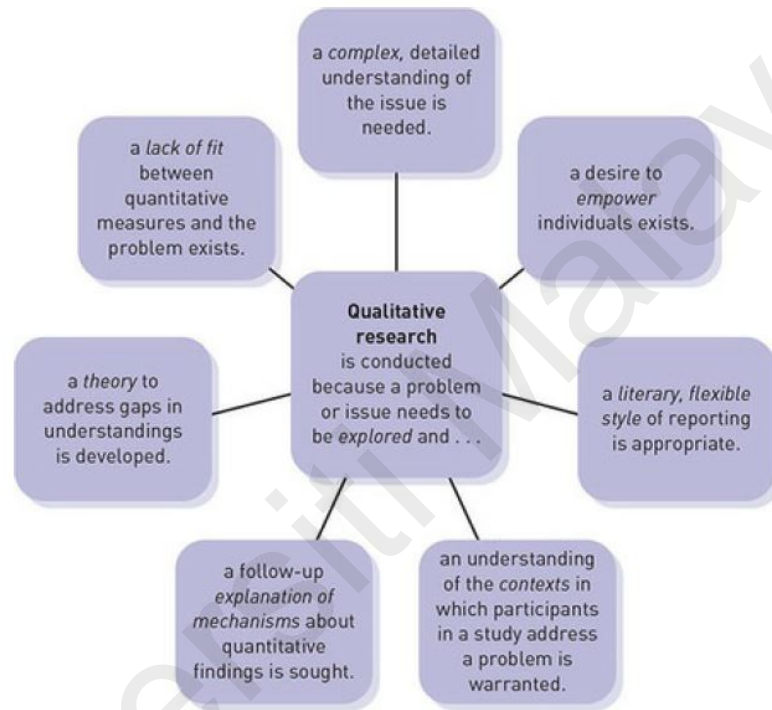 a complex, detailed
understanding of
the issue is
needed.
a desire to
empower
individuals exists.
a literary, flexible
style of reporting
is appropriate.
an understanding
of the contexts in
which participants
in a study address
a problem is
warranted.
a follow-up
explanation of
mechanisms about
quantitative
findings is sought.
a theory to
address gaps in
understandings
is developed.
a lack of fit
between
quantitative
measures and the
problem exists.
Qualitative
research
is conducted
because a problem
or issue needs to
be explored and . . .
ersiti Malay